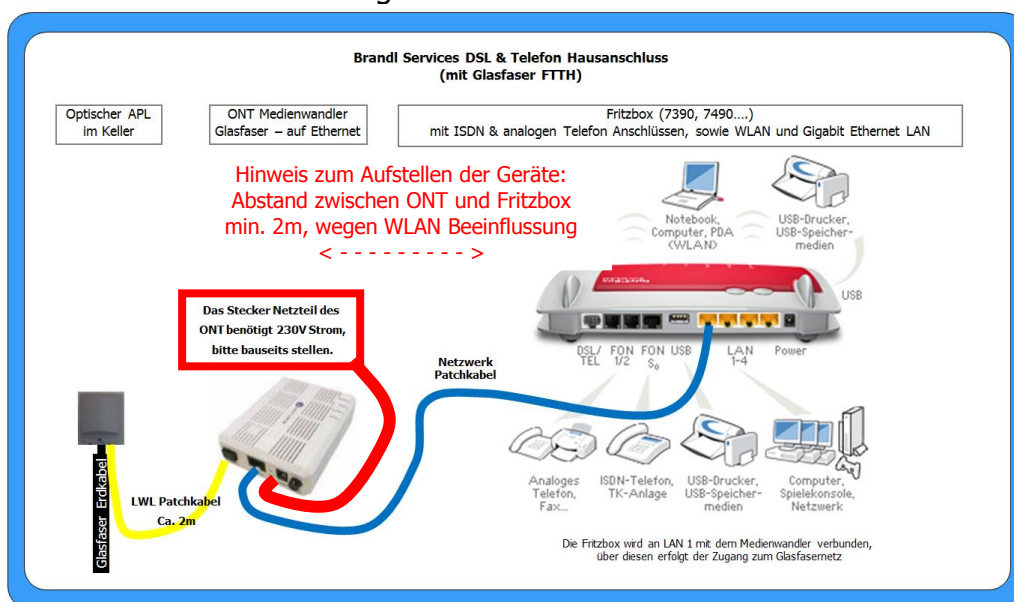 Brandl Services DSL & Telefon Hausanschluss
(mit Glasfaser FTTH)
Optischer APL
im Keller
ONT Medienwandler
Glasfaser – auf Ethernet
Fritzbox (7390, 7490....)
mit ISDN & analogen Telefon Anschlüssen, sowie WLAN und Gigabit Ethernet LAN
Hinweis zum Aufstellen der Geräte:
Abstand zwischen ONT und Fritzbox
min. 2m, wegen WLAN Beeinflussung
< - - - - - - - - - >
Notebook,
Computer, PDA
(WLAN)
USB-Drucker,
USB-Speicher-
medien
USB
Das Stecker Netzteil des
ONT benötigt 230V Strom,
bitte bauseits stellen.
DSL/
TEL
FON
1/2
FON
S0
USB
LAN
1-4
Power
Netzwerk
Patchkabel
Glasfaser Erdkabel
LWL Patchkabel
Ca. 2m
Analoges
Telefon,
Fax...
ISDN-Telefon,
TK-Anlage
USB-Drucker,
USB-Speicher-
medien
Computer,
Spielekonsole,
Netzwerk
Die Fritzbox wird an LAN 1 mit dem Medienwandler verbunden,
über diesen erfolgt der Zugang zum Glasfasernetz